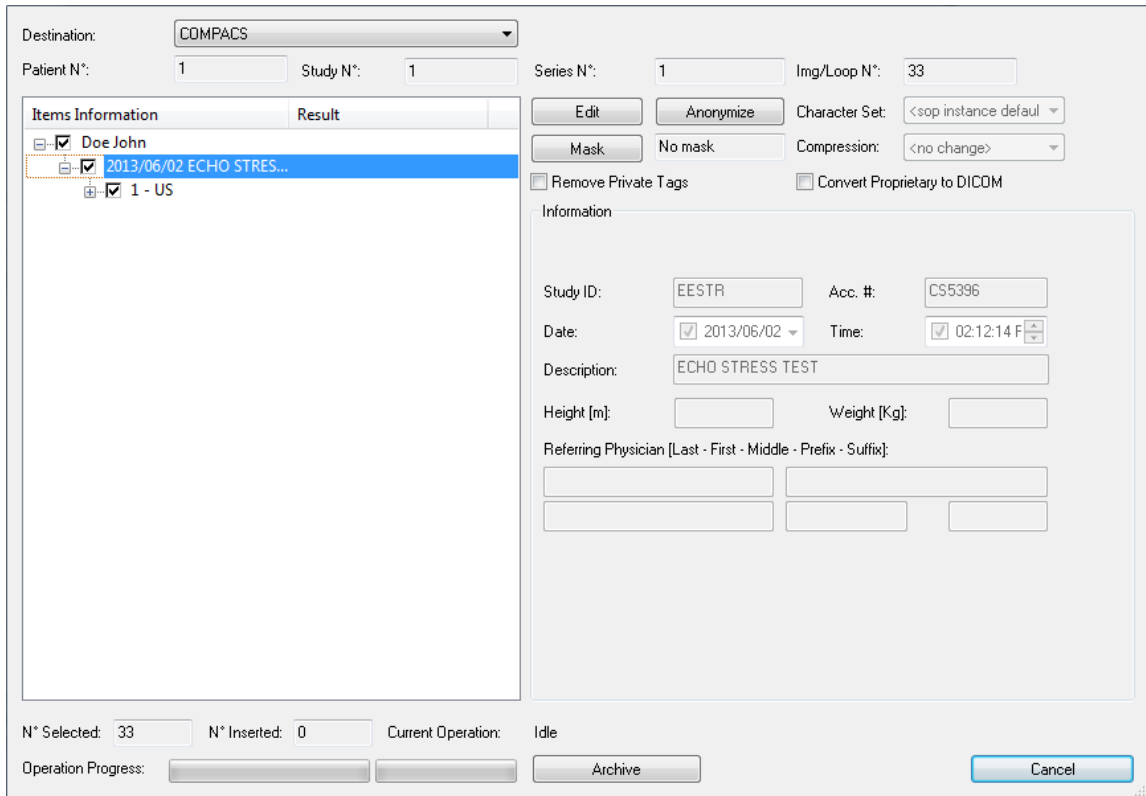 Destination: COMPACS
Patient N°: 1 Study N°: 1 Series N°: 1 Img/Loop N°: 33
Items Information Result
Edit Anonymize Character Set: <sop instance defaul
Doe John
Mask No mask Compression: <no change>
2013/06/02 ECHO STRES...
1 - US
Remove Private Tags Convert Proprietary to DICOM
Information
Study ID: EESTR Acc. #: CS5396
Date: 2013/06/02 Time: 02:12:14 F
Description: ECHO STRESS TEST
Height [m]: Weight [Kg]:
Referring Physician [Last - First - Middle - Prefix - Suffix]:
N° Selected: 33 N° Inserted: 0 Current Operation: Idle
Operation Progress: Archive Cancel